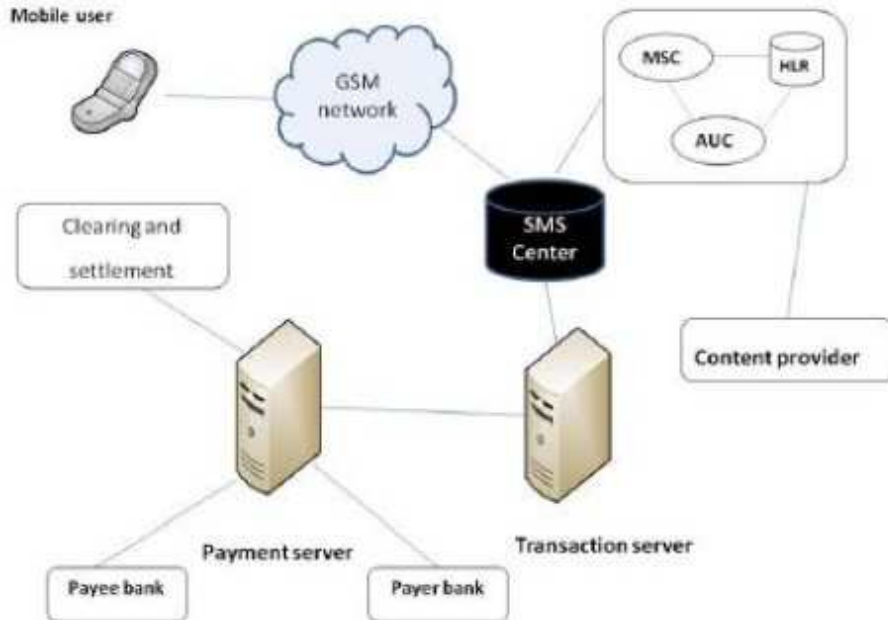 Mobile user
GSM
network
MSC
HLR
AUC
SMS
Center
Clearing and
settlement
Content provider
Payment server
Transaction server
Payee bank
Payer bank